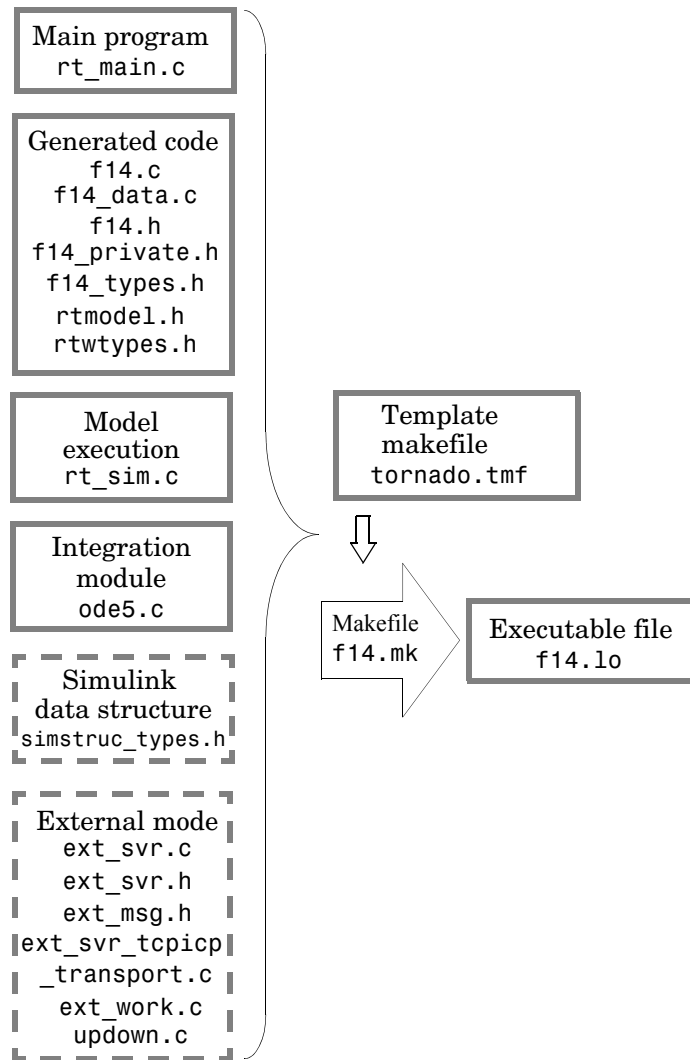 Main program
rt_main.c
Generated code
f14.c
f14_data.c
f14.h
f14_private.h
f14_types.h
rtmodel.h
rtwtypes.h
Model
execution
rt_sim.c
Integration
module
ode5.c
Simulink
data structure
simstruc_types.h
External mode
ext_svr.c
ext_svr.h
ext_msg.h
ext_svr_tcpicp
_transport.c
ext_work.c
updown.c
Template
makefile
tornado.tmf
Makefile
f14.mk
Executable file
f14.lo